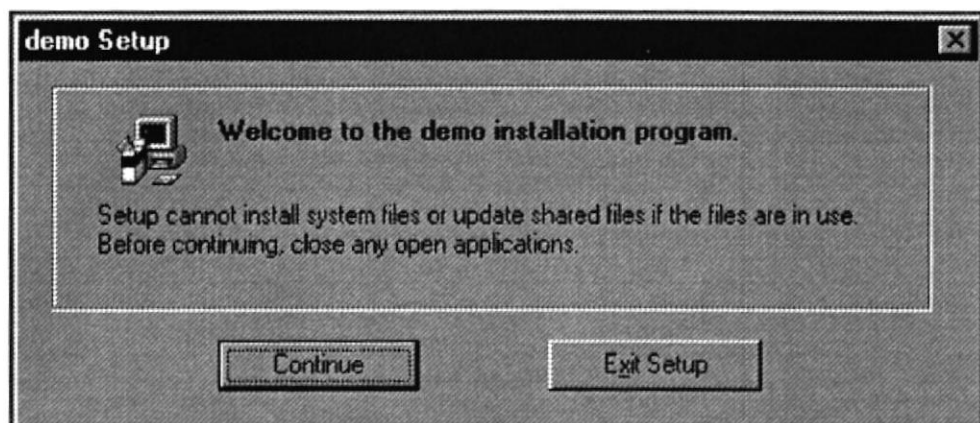 demo Setup
Welcome to the demo installation program.
Setup cannot install system files or update shared files if the files are in use.
Before continuing, close any open applications.
Continue
Exit Setup